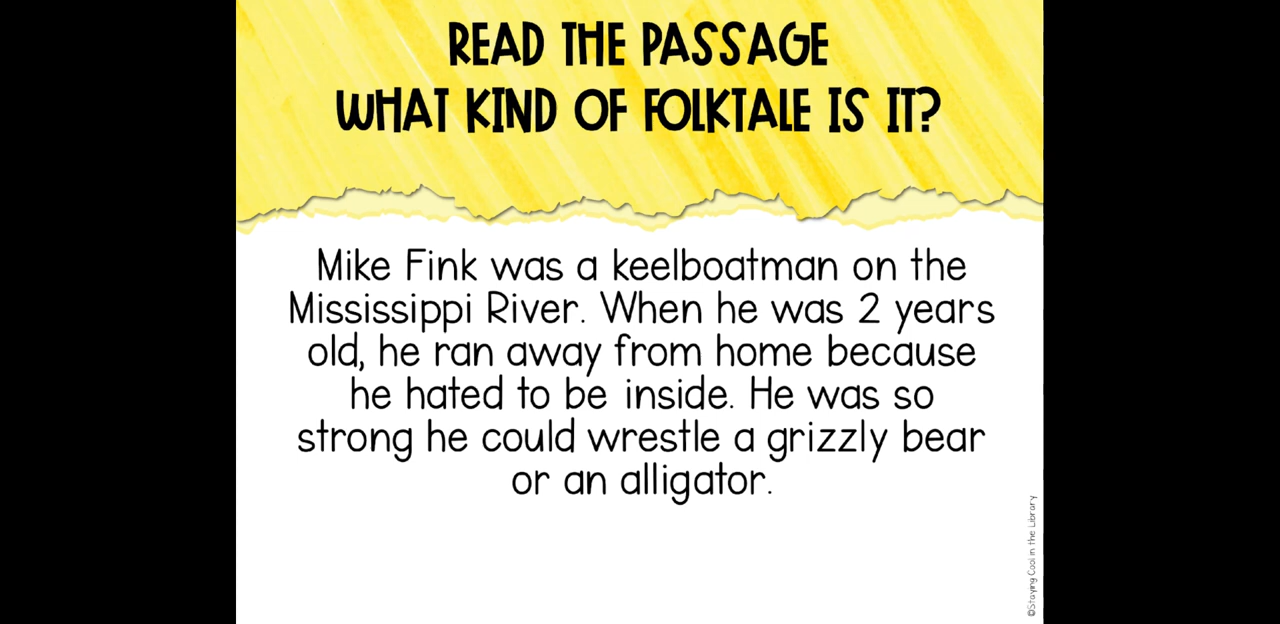 READ THE PASSAGE
WHAT KIND OF FOLKTALE IS IT?
Mike Fink was a keelboatman on the
Mississippi River. When he was 2 years
old, he ran away from home because
he hated to be inside. He was so
strong he could wrestle a grizzly bear
or an alligator.
©Staying Cool in the Library